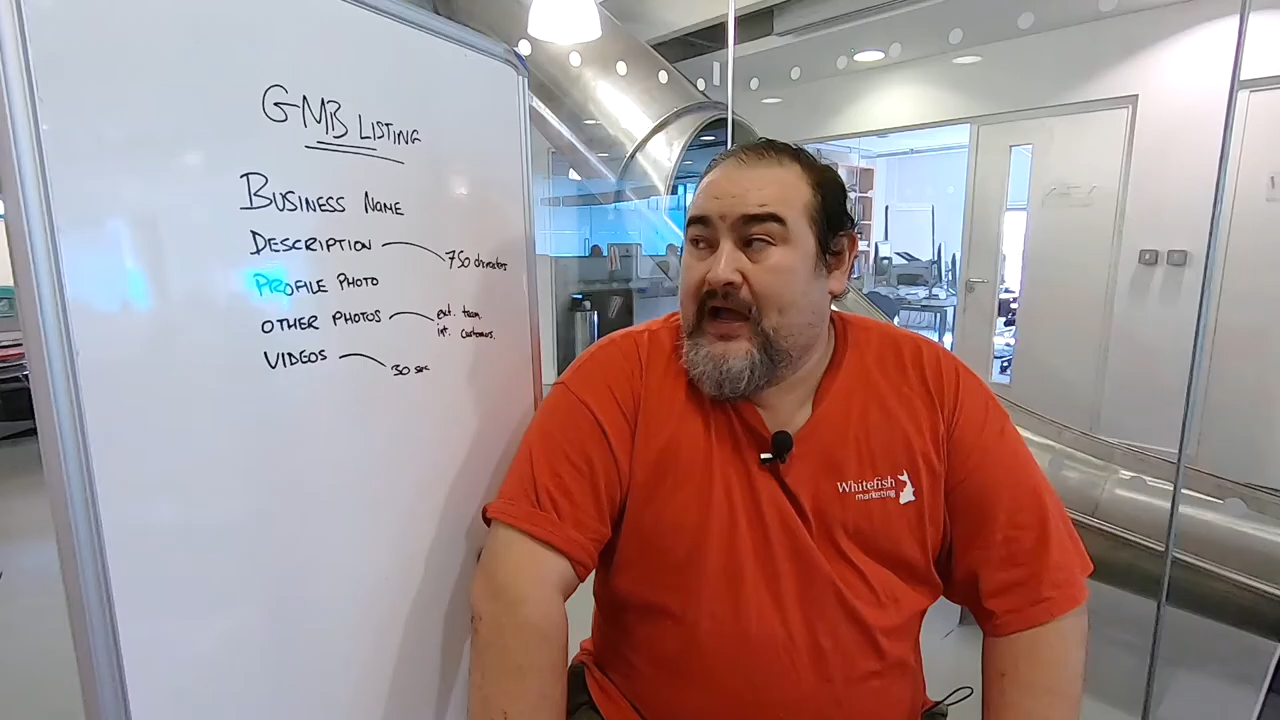 GMB LISTING
BUSINESS NAME
DESCRIPTION 750 characters
PROFILE PHOTO
OTHER PHOTOS ext. team
int. customers.
VIDEOS 30 sec
Whitefish
marketing